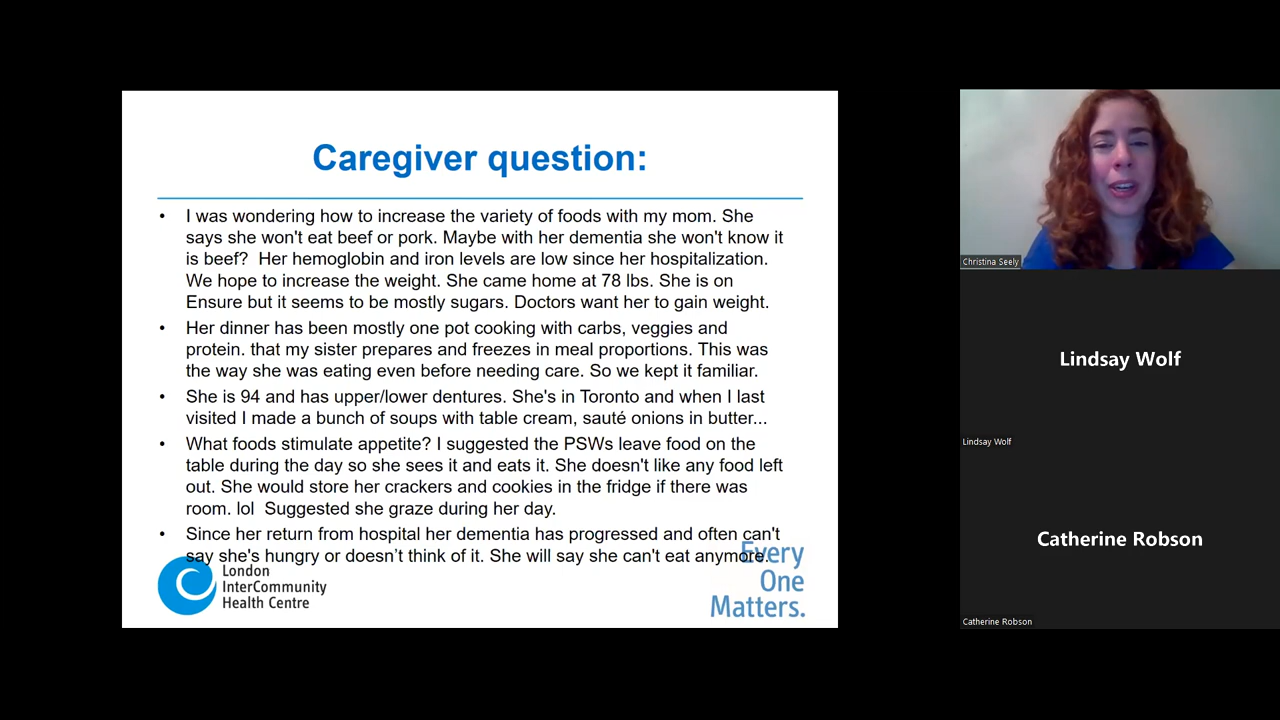 Caregiver question:
• I was wondering how to increase the variety of foods with my mom. She
says she won't eat beef or pork. Maybe with her dementia she won't know it
is beef?  Her hemoglobin and iron levels are low since her hospitalization.
We hope to increase the weight. She came home at 78 lbs. She is on
Ensure but it seems to be mostly sugars. Doctors want her to gain weight.
• Her dinner has been mostly one pot cooking with carbs, veggies and
protein. that my sister prepares and freezes in meal proportions. This was
the way she was eating even before needing care. So we kept it familiar.
• She is 94 and has upper/lower dentures. She's in Toronto and when I last
visited I made a bunch of soups with table cream, sauté onions in butter...
• What foods stimulate appetite? I suggested the PSWs leave food on the
table during the day so she sees it and eats it. She doesn't like any food left
out. She would store her crackers and cookies in the fridge if there was
room. lol  Suggested she graze during her day.
• Since her return from hospital her dementia has progressed and often can't
say she's hungry or doesn’t think of it. She will say she can't eat anymore.
London
InterCommunity
Health Centre
Every
One
Matters.
Christina Seely
Lindsay Wolf
Lindsay Wolf
Catherine Robson
Catherine Robson